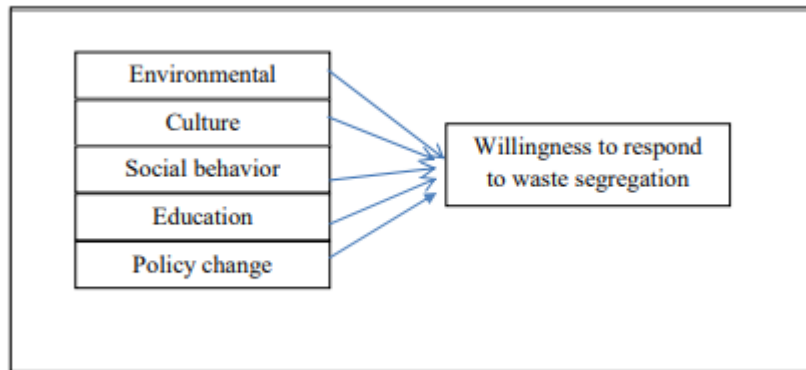 Environmental
Culture
Social behavior
Education
Policy change
Willingness to respond
to waste segregation